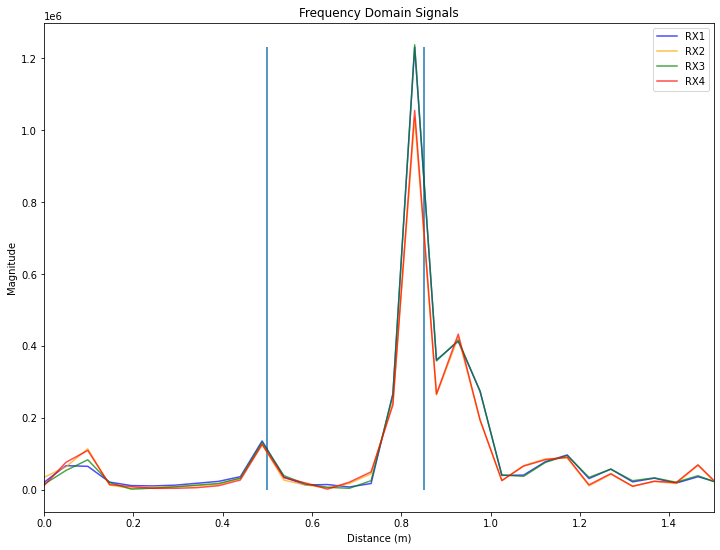 Frequency Domain Signals
1e6
RX1
RX2
RX3
RX4
1.2
1.0
0.8
0.6
0.4
0.2
0.0
Magnitude
0.0 0.2 0.4 0.6 0.8 1.0 1.2 1.4
Distance (m)